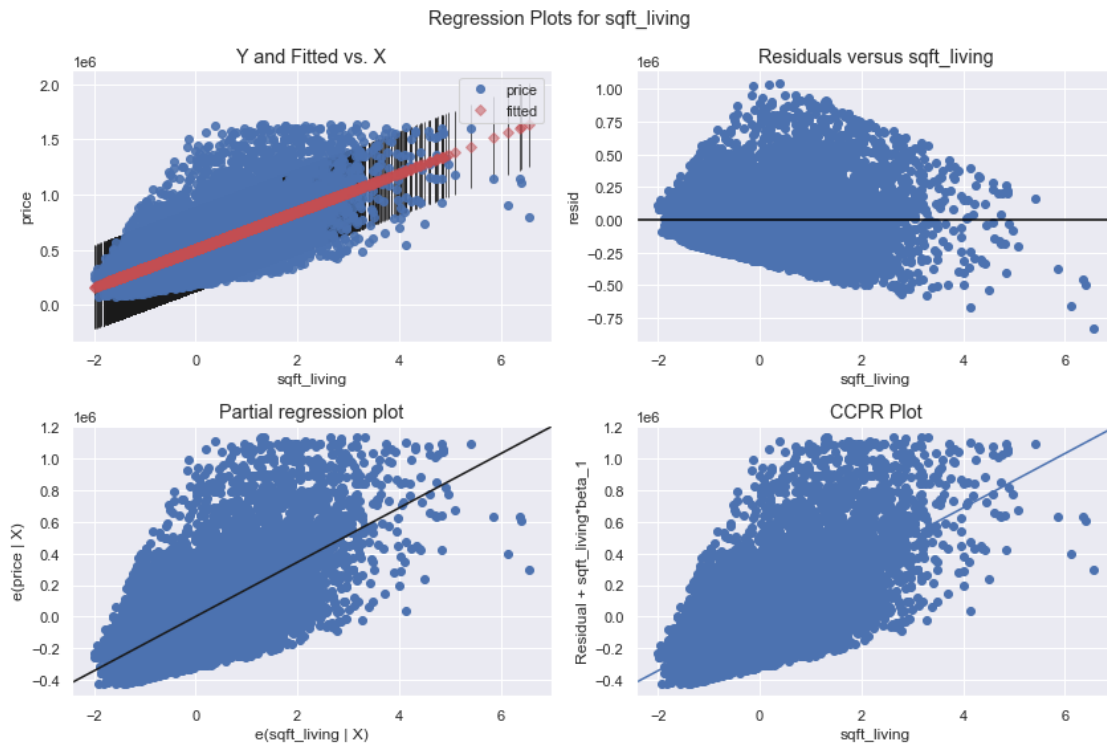 Regression Plots for sqft_living
Y and Fitted vs. X
1e6
2.0
1.5
1.0
0.5
0.0
price
price
fitted
−2
0
2
4
6
sqft_living
Residuals versus sqft_living
1e6
1.00
0.75
0.50
0.25
0.00
−0.25
−0.50
−0.75
resid
−2
0
2
4
6
sqft_living
Partial regression plot
1e6
1.2
1.0
0.8
0.6
0.4
0.2
0.0
−0.2
−0.4
e(price | X)
−2
0
2
4
6
e(sqft_living | X)
CCPR Plot
1e6
1.2
1.0
0.8
0.6
0.4
0.2
0.0
−0.2
−0.4
Residual + sqft_living*beta_1
−2
0
2
4
6
sqft_living